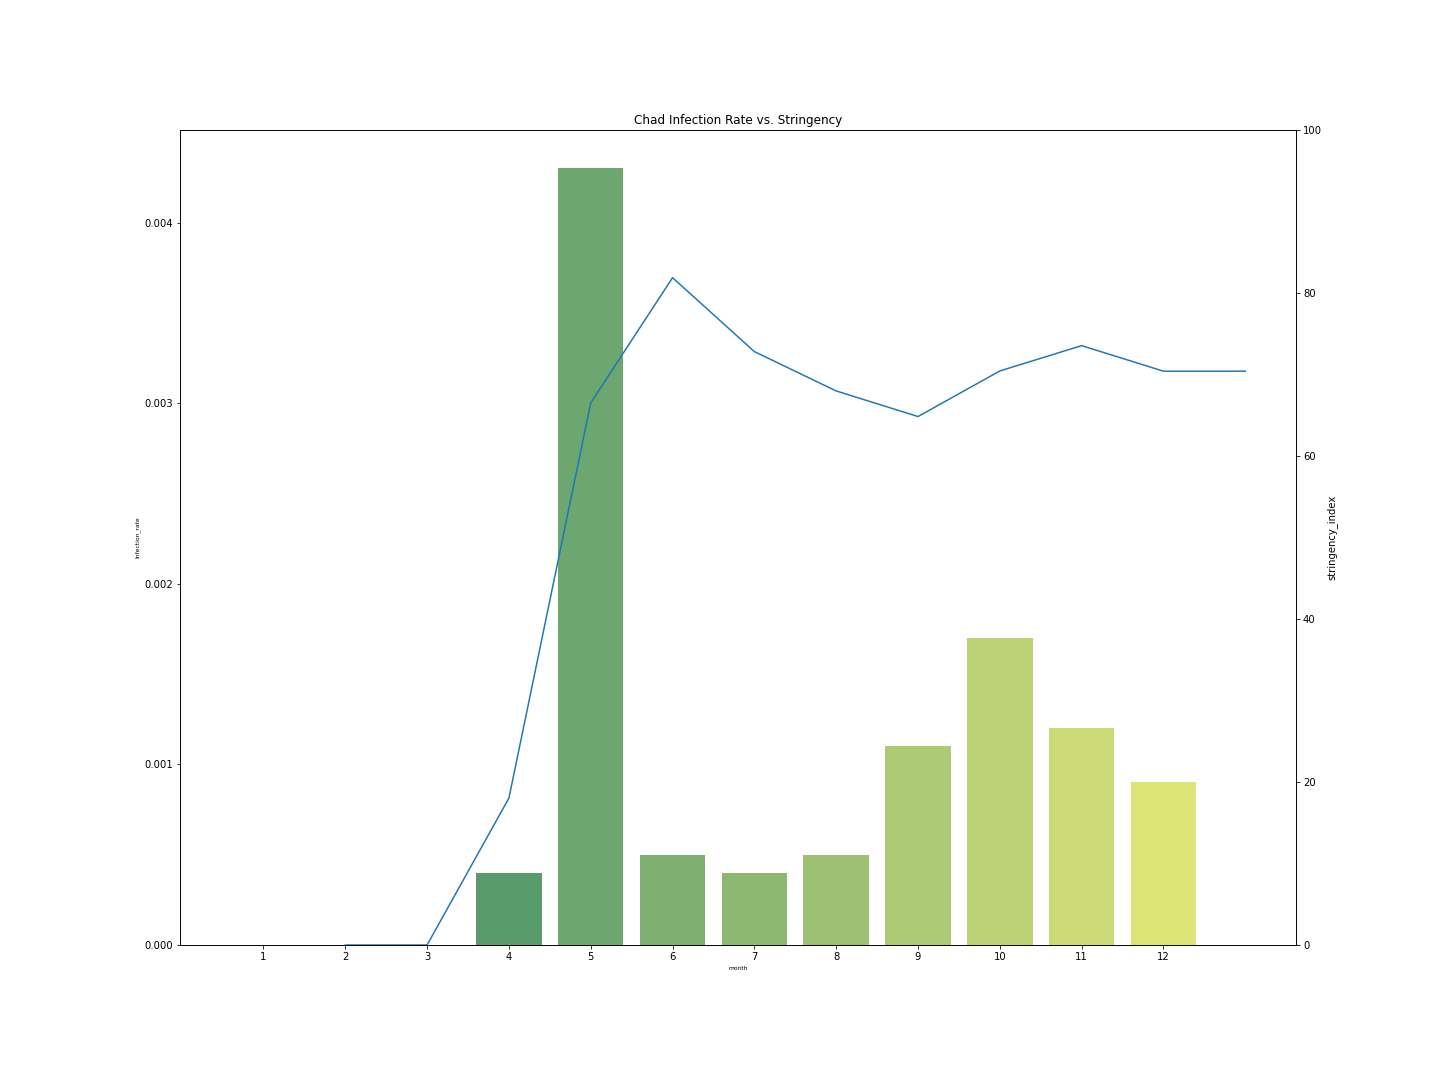 Chad Infection Rate vs. Stringency
0.004
0.003
0.002
0.001
0.000
Infection_rate
1 2 3 4 5 6 7 8 9 10 11 12
month
100
80
60
40
20
0
stringency_index